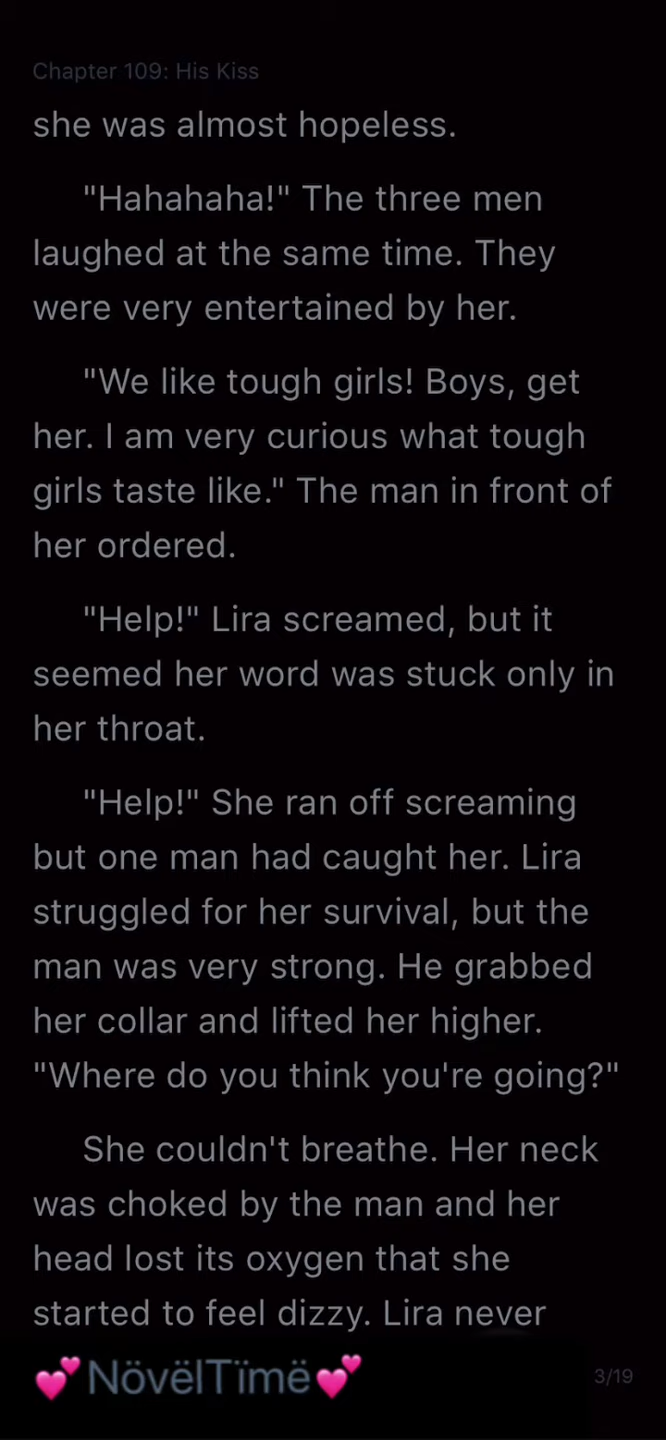 Chapter 109: His Kiss
she was almost hopeless.
"Hahahaha!" The three men
laughed at the same time. They
were very entertained by her.
"We like tough girls! Boys, get
her. I am very curious what tough
girls taste like." The man in front of
her ordered.
"Help!" Lira screamed, but it
seemed her word was stuck only in
her throat.
"Help!" She ran off screaming
but one man had caught her. Lira
struggled for her survival, but the
man was very strong. He grabbed
her collar and lifted her higher.
"Where do you think you're going?"
She couldn't breathe. Her neck
was choked by the man and her
head lost its oxygen that she
started to feel dizzy. Lira never
💕NövëlTïmë💕
3/19